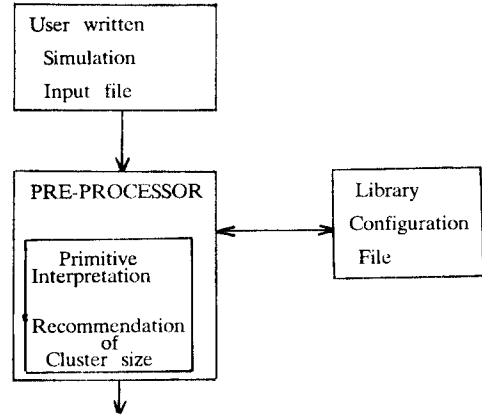 User written
Simulation
Input file
PRE-PROCESSOR
Primitive
Interpretation
Recommendation
of
Cluster size
Library
Configuration
File